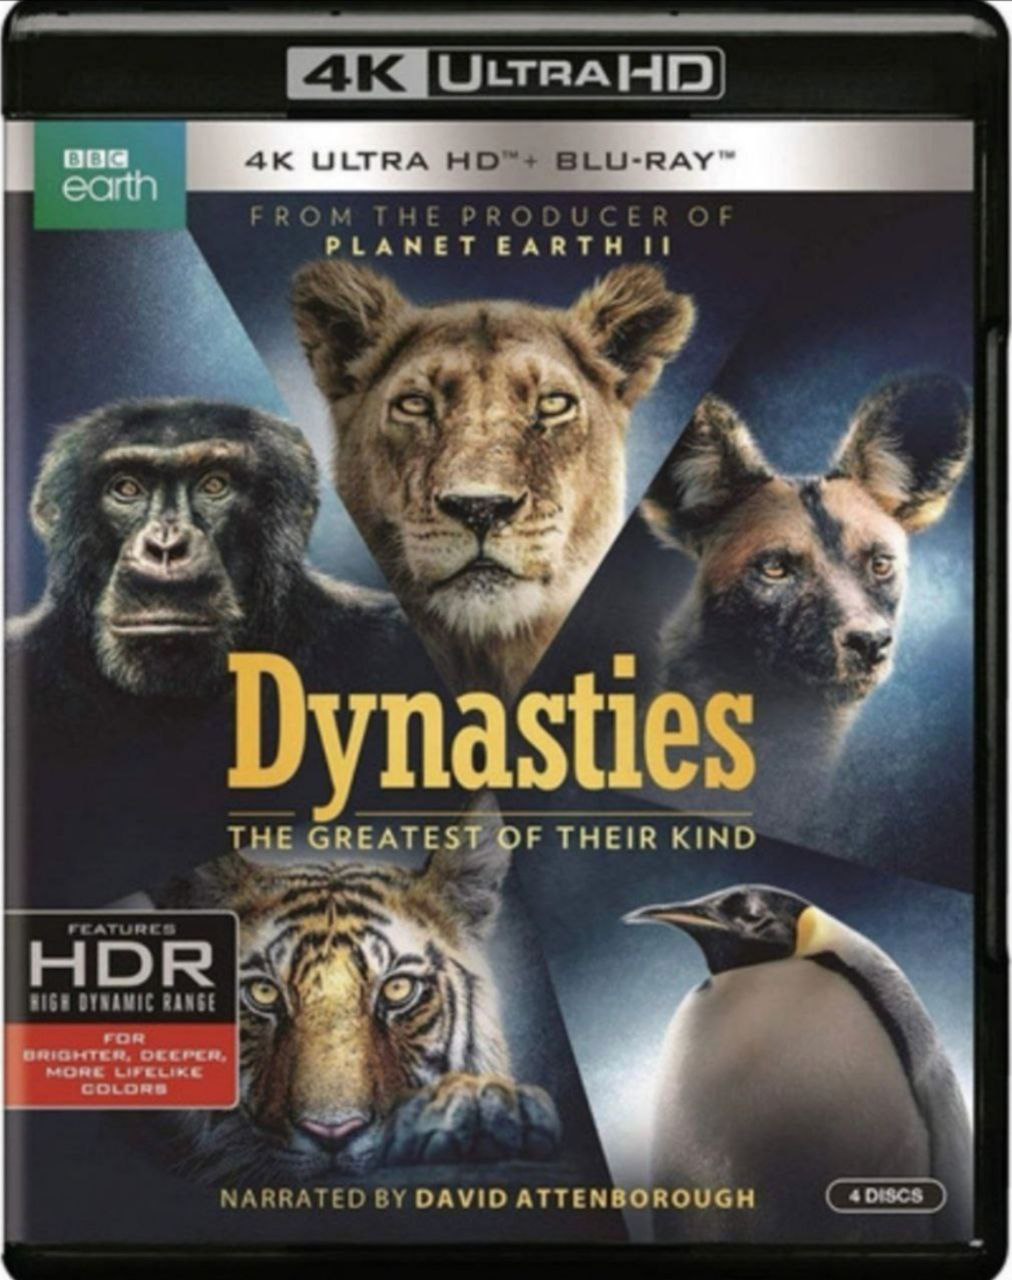 4K ULTRA HD
BBC
earth
4K ULTRA HD™+ BLU-RAY™
FROM THE PRODUCER OF
PLANET EARTH II
Dynasties
THE GREATEST OF THEIR KIND
FEATURES
HDR
HIGH DYNAMIC RANGE
FOR
BRIGHTER, DEEPER,
MORE LIFELIKE
COLORS
NARRATED BY DAVID ATTENBOROUGH
4 DISCS